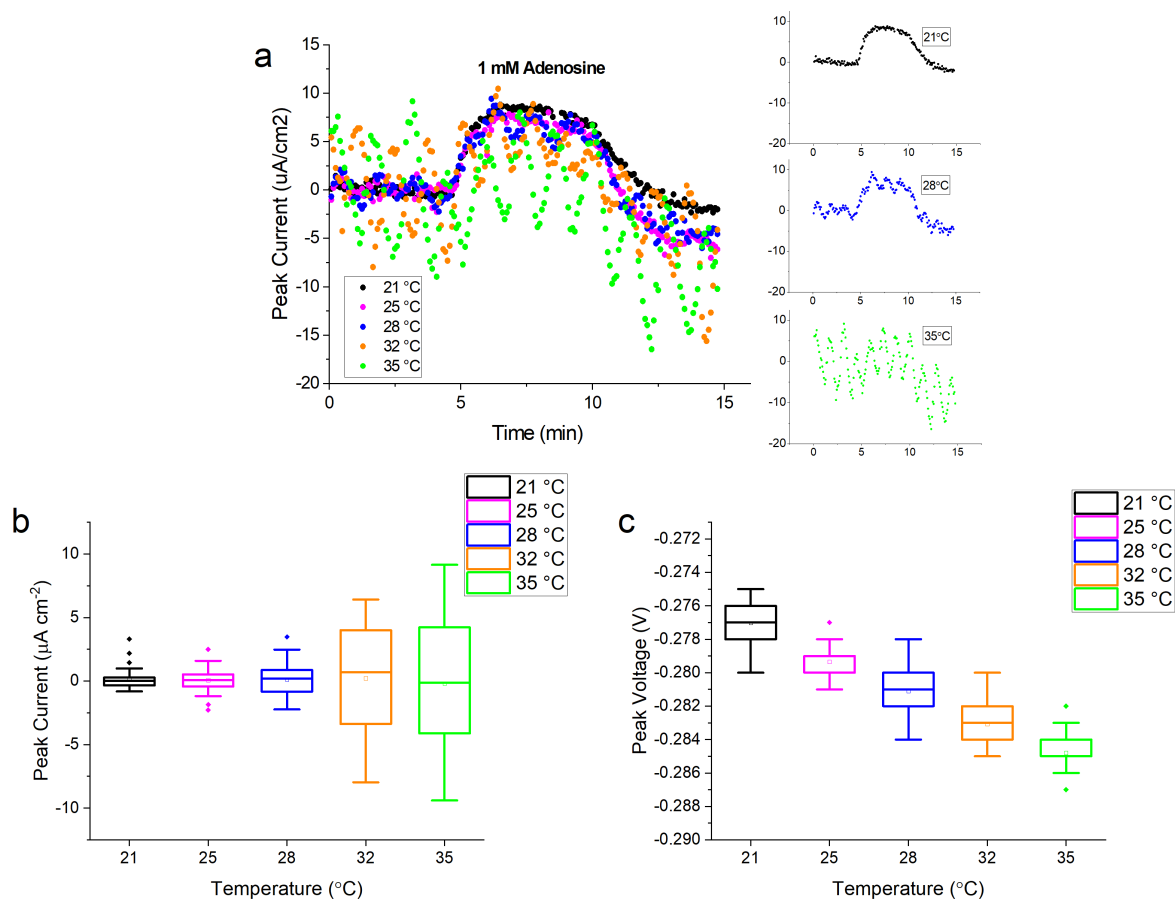 a
1 mM Adenosine
Peak Current (uA/cm2)
15
10
5
0
-5
-10
-15
-20
21 °C
25 °C
28 °C
32 °C
35 °C
0 5 10 15
Time (min)
10
0
-10
-20
21°C
0 5 10 15
10
0
-10
-20
28°C
0 5 10 15
10
0
-10
-20
35°C
0 5 10 15
b
21 °C
25 °C
28 °C
32 °C
35 °C
Peak Current (µA cm⁻²)
10
5
0
-5
-10
21 25 28 32 35
Temperature (°C)
c
21 °C
25 °C
28 °C
32 °C
35 °C
Peak Voltage (V)
-0.272
-0.274
-0.276
-0.278
-0.280
-0.282
-0.284
-0.286
-0.288
-0.290
21 25 28 32 35
Temperature (°C)